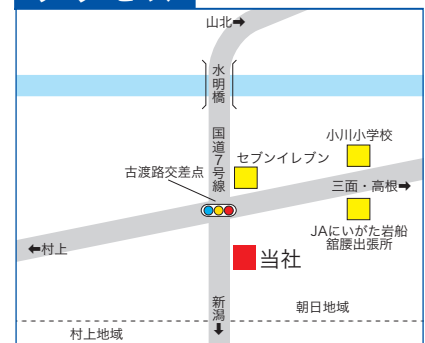 山北➡
水明橋
国道7号線
小川小学校
セブンイレブン
古渡路交差点
三面・高根➡
⬅村上
JAにいがた岩船
舘腰出張所
当社
新潟⬇
朝日地域
村上地域